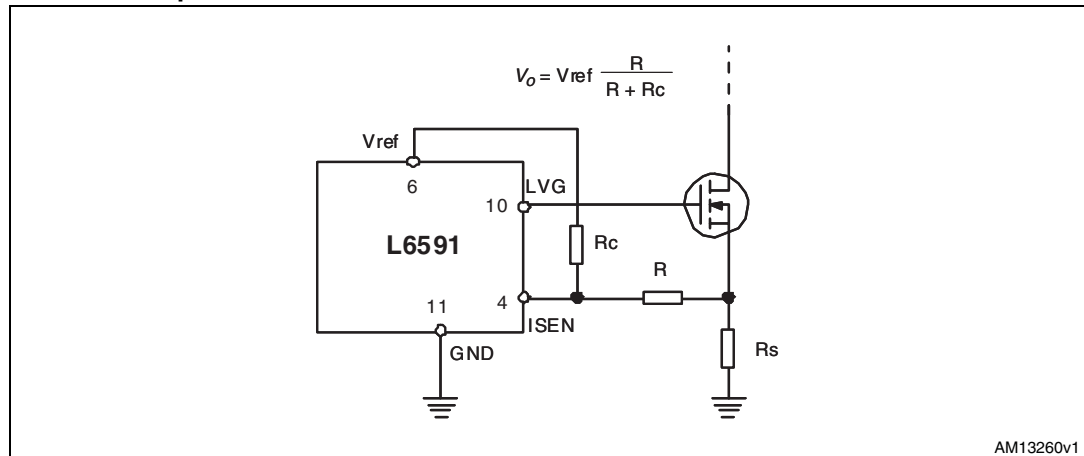 Vo = Vref R / (R + Rc)
Vref
6
LVG
10
L6591
Rc
R
11
4
ISEN
GND
Rs
AM13260v1